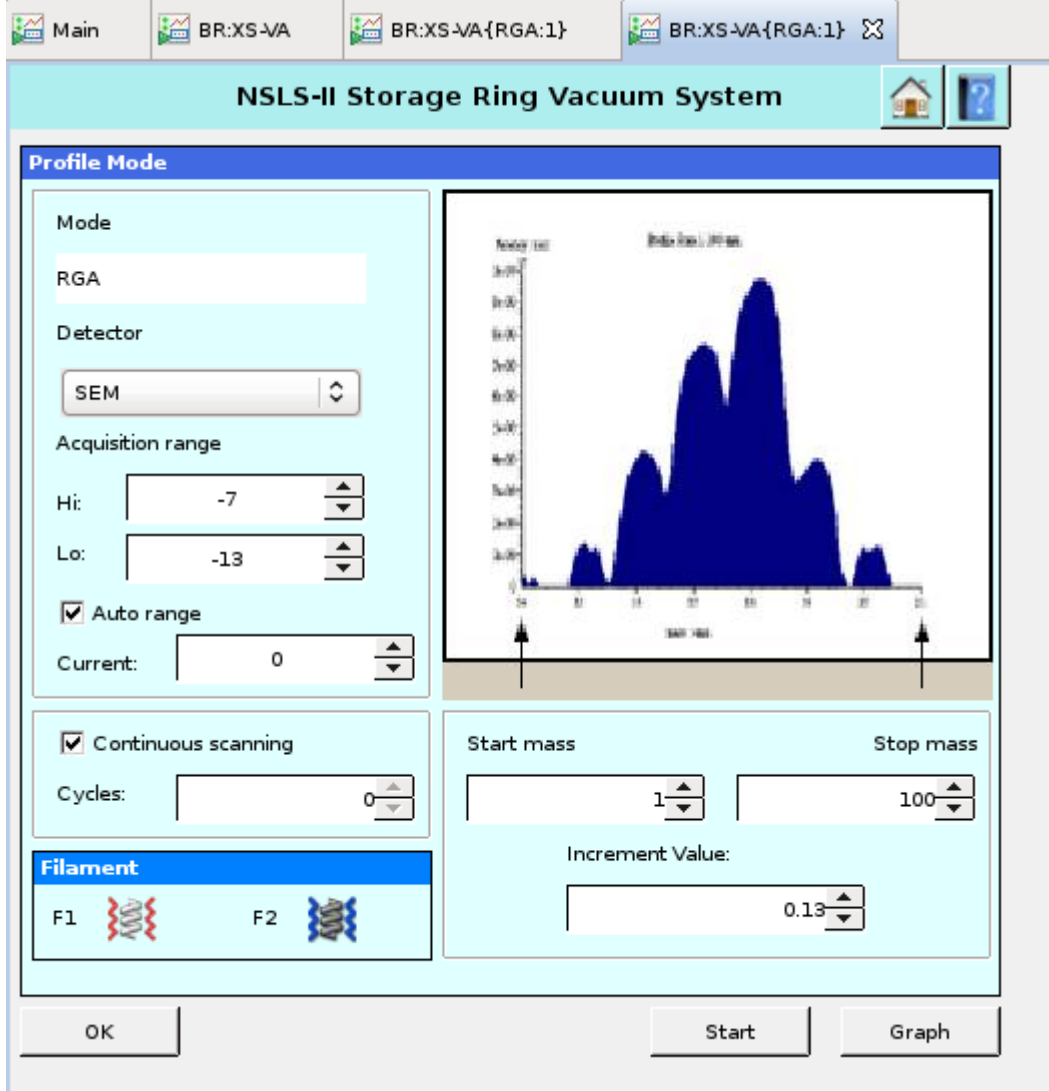 Main
BR:XS-VA
BR:XS-VA{RGA:1}
BR:XS-VA{RGA:1}
NSLS-II Storage Ring Vacuum System
Profile Mode
Mode
RGA
Detector
SEM
Acquisition range
Hi: -7
Lo: -13
Auto range
Current: 0
Continuous scanning
Cycles: 0
Start mass Stop mass
1 100
Increment Value:
0.13
Filament
F1 F2
OK Start Graph